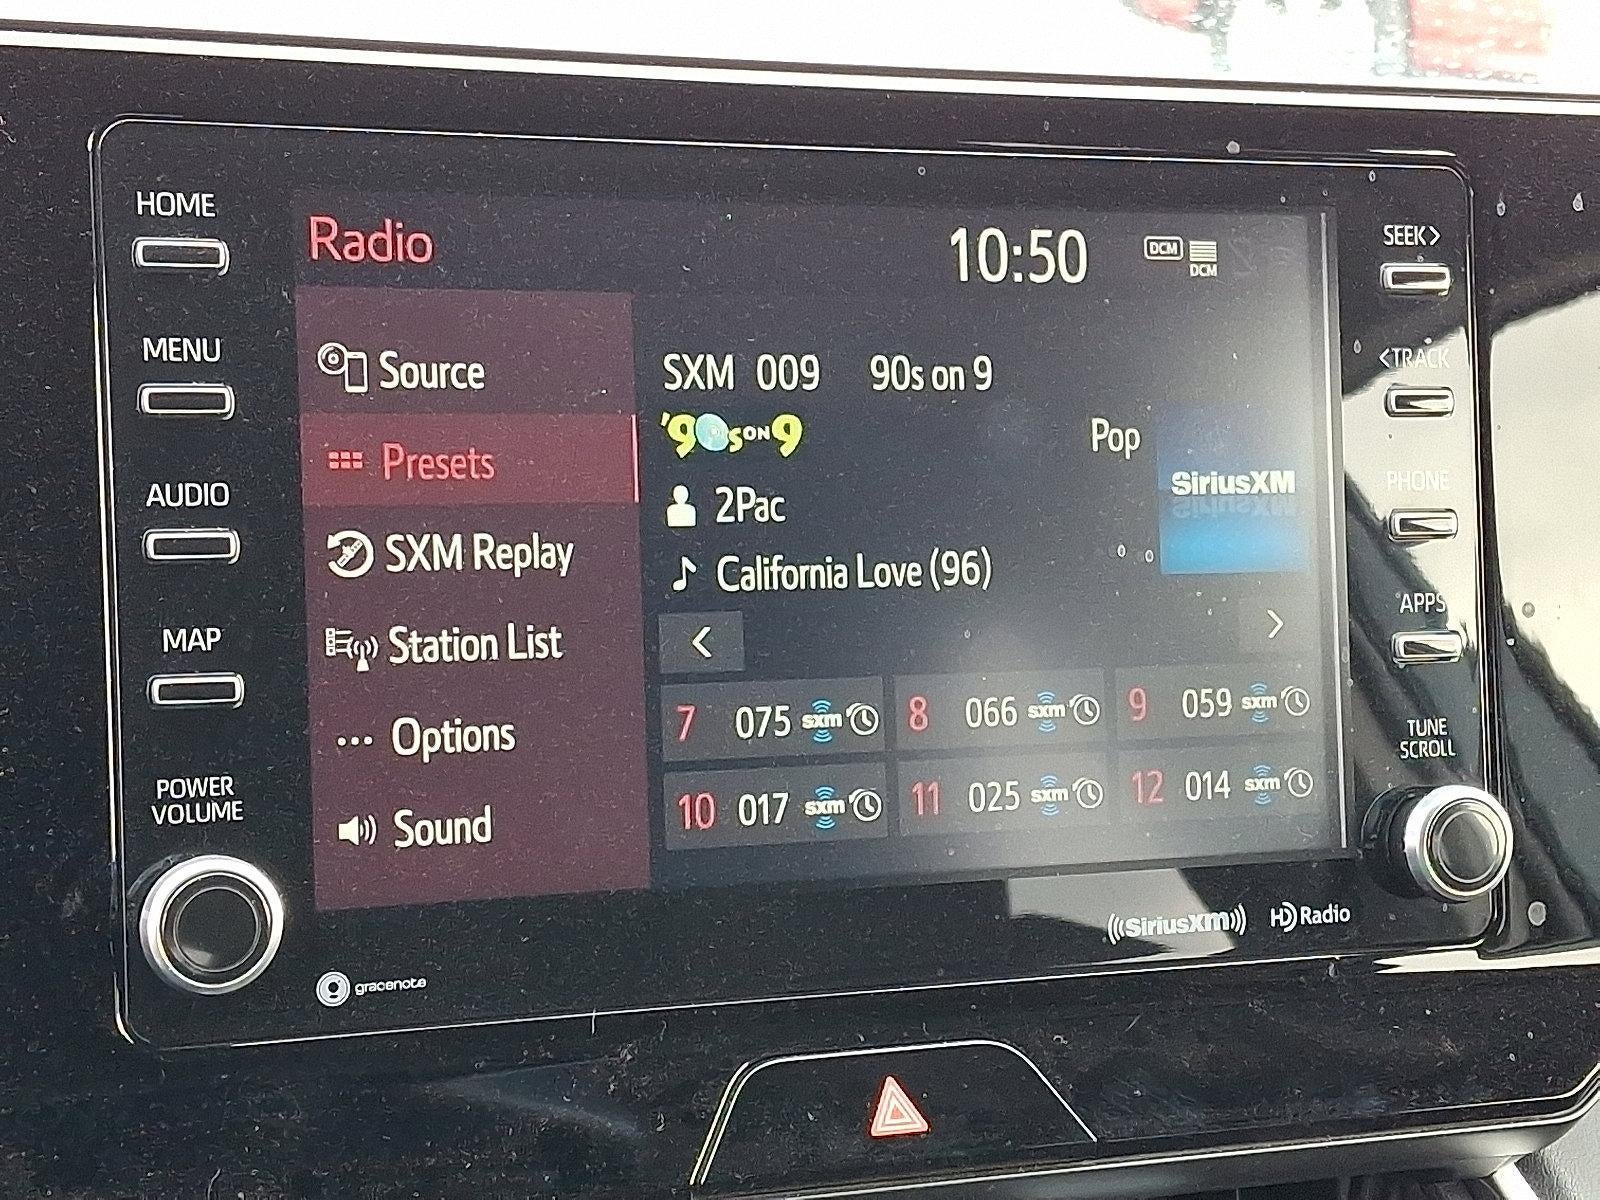 HOME
MENU
AUDIO
MAP
POWER
VOLUME
Radio
10:50
DCM
DCM
Source
Presets
SXM Replay
Station List
Options
Sound
SXM 009 90s on 9
'90s ON 9
Pop
SiriusXM
2Pac
California Love (96)
<
>
7 075 sxm
8 066 sxm
9 059 sxm
10 017 sxm
11 025 sxm
12 014 sxm
SEEK>
<TRACK
PHONE
APPS
TUNE
SCROLL
gracenote
((SiriusXM))
HD Radio